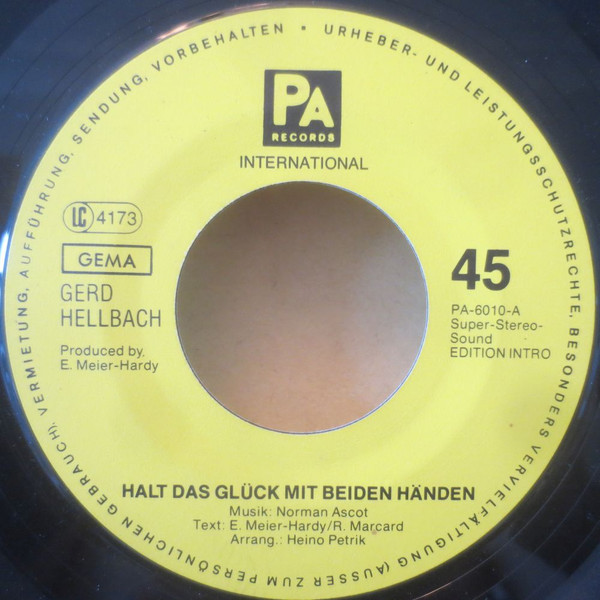 URHEBER- UND LEISTUNGSSCHUTZRECHTE, BESONDERS VERVIELFÄLTIGUNG (AUSSER ZUM PERSÖNLICHEN GEBRAUCH), VERMIETUNG, AUFFÜHRUNG, SENDUNG, VORBEHALTEN •
PA
RECORDS
INTERNATIONAL
LC 4173
GEMA
GERD
HELLBACH
Produced by
E. Meier-Hardy
45
PA-6010-A
Super-Stereo-
Sound
EDITION INTRO
HALT DAS GLÜCK MIT BEIDEN HÄNDEN
Musik: Norman Ascot
Text: E. Meier-Hardy/R. Marcard
Arrang.: Heino Petrik